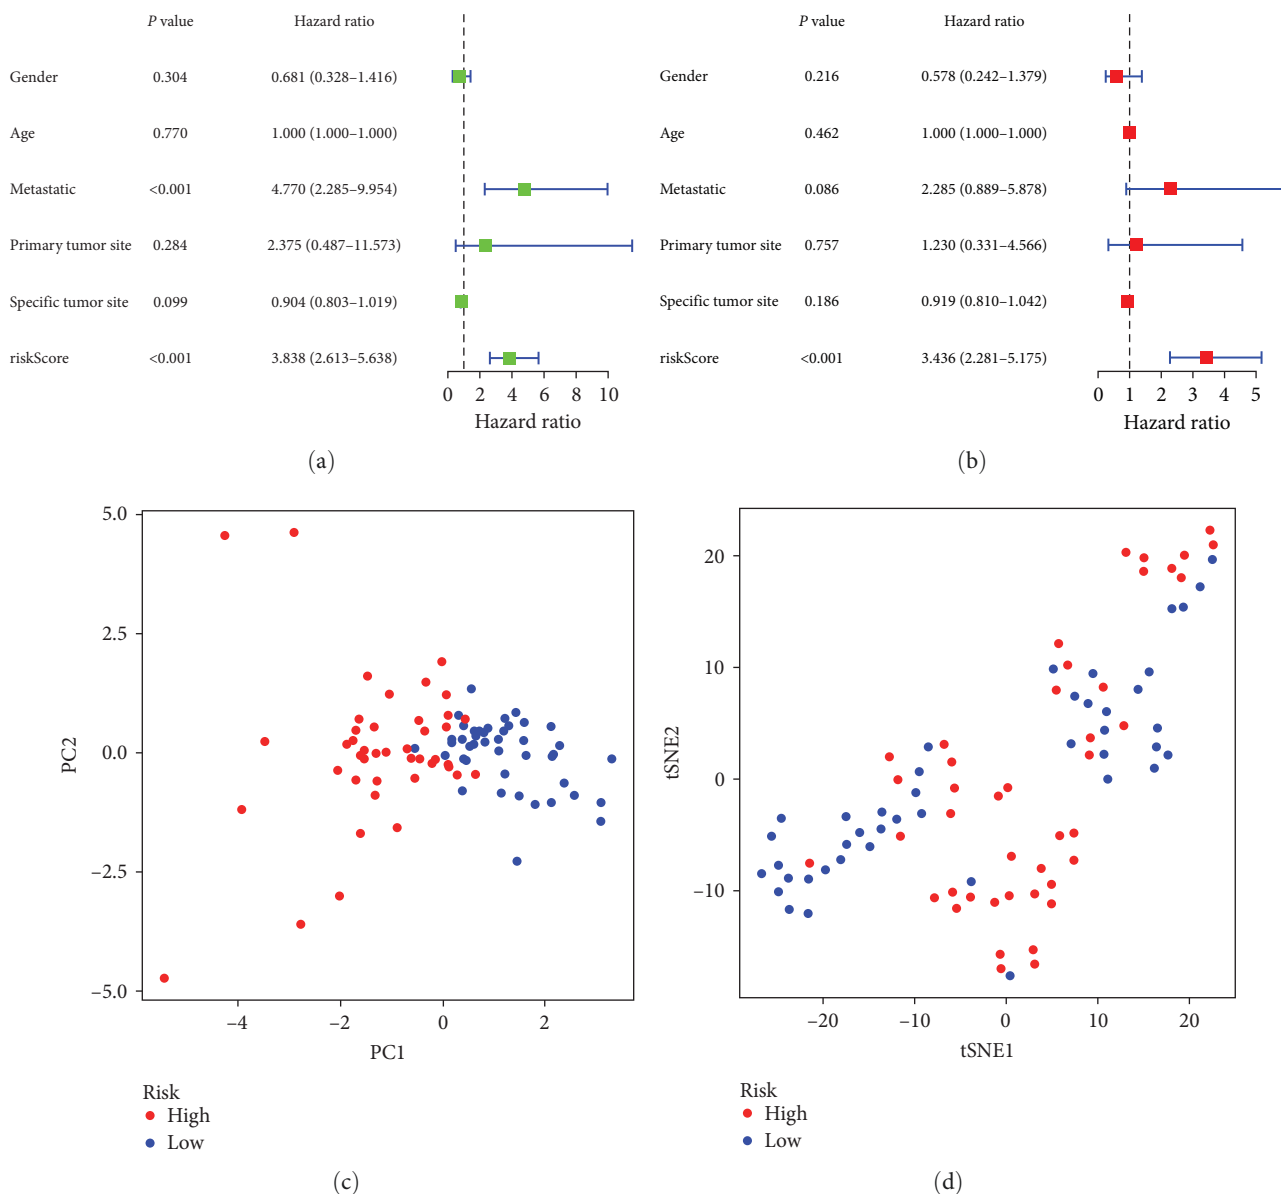 P value Hazard ratio
Gender 0.304 0.681 (0.328–1.416)
Age 0.770 1.000 (1.000–1.000)
Metastatic <0.001 4.770 (2.285–9.954)
Primary tumor site 0.284 2.375 (0.487–11.573)
Specific tumor site 0.099 0.904 (0.803–1.019)
riskScore <0.001 3.838 (2.613–5.638)
0 2 4 6 8 10
Hazard ratio
(a)
P value Hazard ratio
Gender 0.216 0.578 (0.242–1.379)
Age 0.462 1.000 (1.000–1.000)
Metastatic 0.086 2.285 (0.889–5.878)
Primary tumor site 0.757 1.230 (0.331–4.566)
Specific tumor site 0.186 0.919 (0.810–1.042)
riskScore <0.001 3.436 (2.281–5.175)
0 1 2 3 4 5
Hazard ratio
(b)
5.0
2.5
0.0
−2.5
−5.0
PC2
−4 −2 0 2
PC1
Risk
High
Low
(c)
20
10
0
−10
tSNE2
−20 −10 0 10 20
tSNE1
Risk
High
Low
(d)